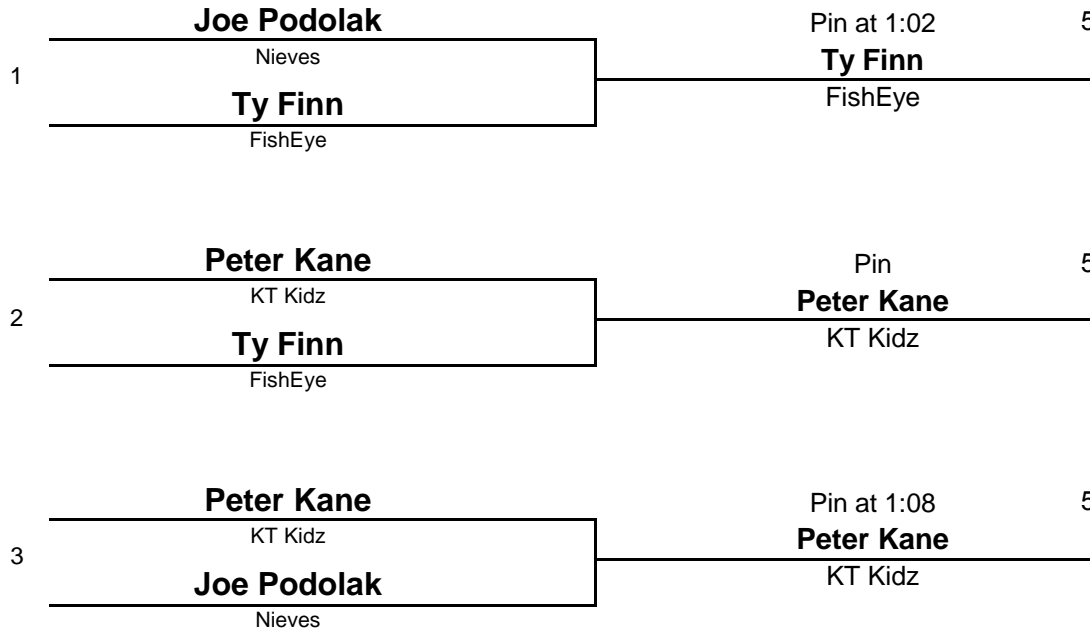 Joe Podolak
Pin at 1:02
Nieves
Ty Finn
1
Ty Finn
FishEye
FishEye
Peter Kane
Pin
KT Kidz
Peter Kane
2
Ty Finn
KT Kidz
FishEye
Peter Kane
Pin at 1:08
KT Kidz
Peter Kane
3
Joe Podolak
KT Kidz
Nieves